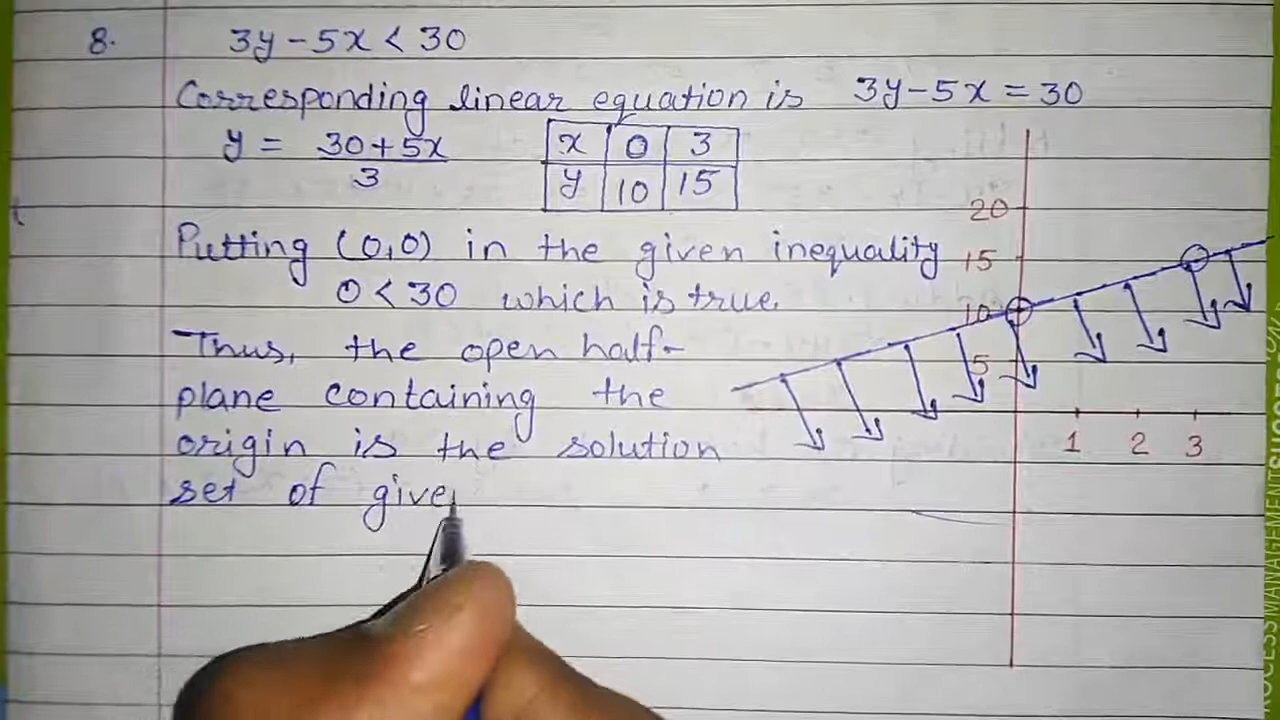 8. 3y - 5x < 30
Corresponding linear equation is 3y - 5x = 30
y = 30 + 5x
3
x 0 3
y 10 15
Putting (0,0) in the given inequality
0 < 30 which is true.
Thus, the open half-
plane containing the
origin is the solution
set of give
20
15
10
5
1 2 3
PROCESS MANAGEMENT